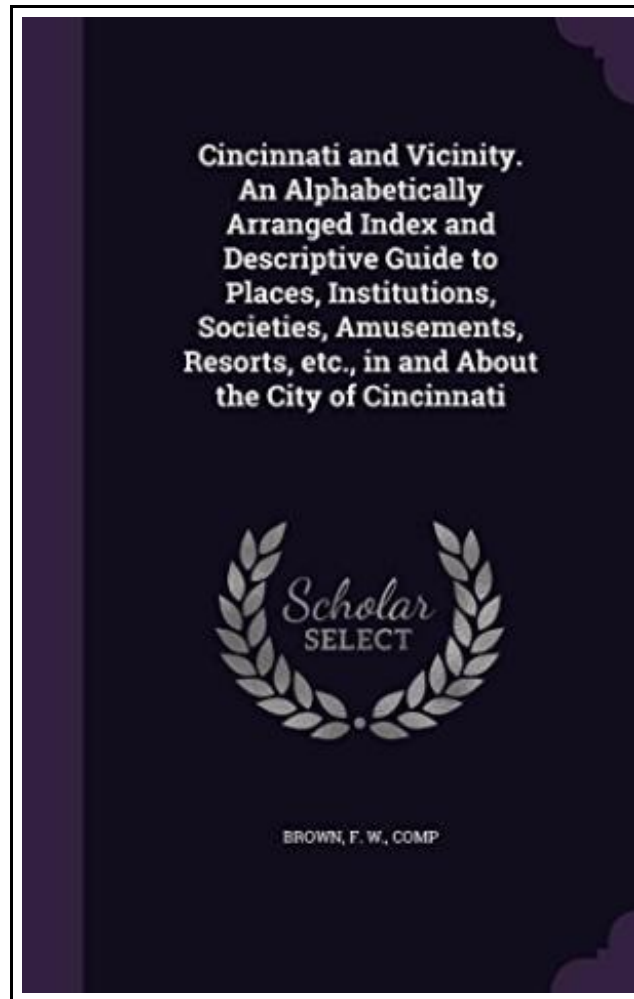 Cincinnati and Vicinity.
An Alphabetically
Arranged Index and
Descriptive Guide to
Places, Institutions,
Societies, Amusements,
Resorts, etc., in and About
the City of Cincinnati
Scholar
SELECT
BROWN, F. W., COMP